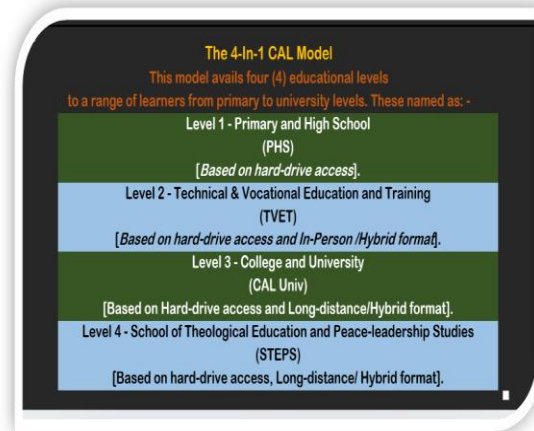 The 4-In-1 CAL Model
This model avails four (4) educational levels
to a range of learners from primary to university levels. These named as: -
Level 1 - Primary and High School
(PHS)
[Based on hard-drive access].
Level 2 - Technical & Vocational Education and Training
(TVET)
[Based on hard-drive access and In-Person /Hybrid format].
Level 3 - College and University
(CAL Univ)
[Based on Hard-drive access and Long-distance/Hybrid format].
Level 4 - School of Theological Education and Peace-leadership Studies
(STEPS)
[Based on hard-drive access, Long-distance/ Hybrid format].